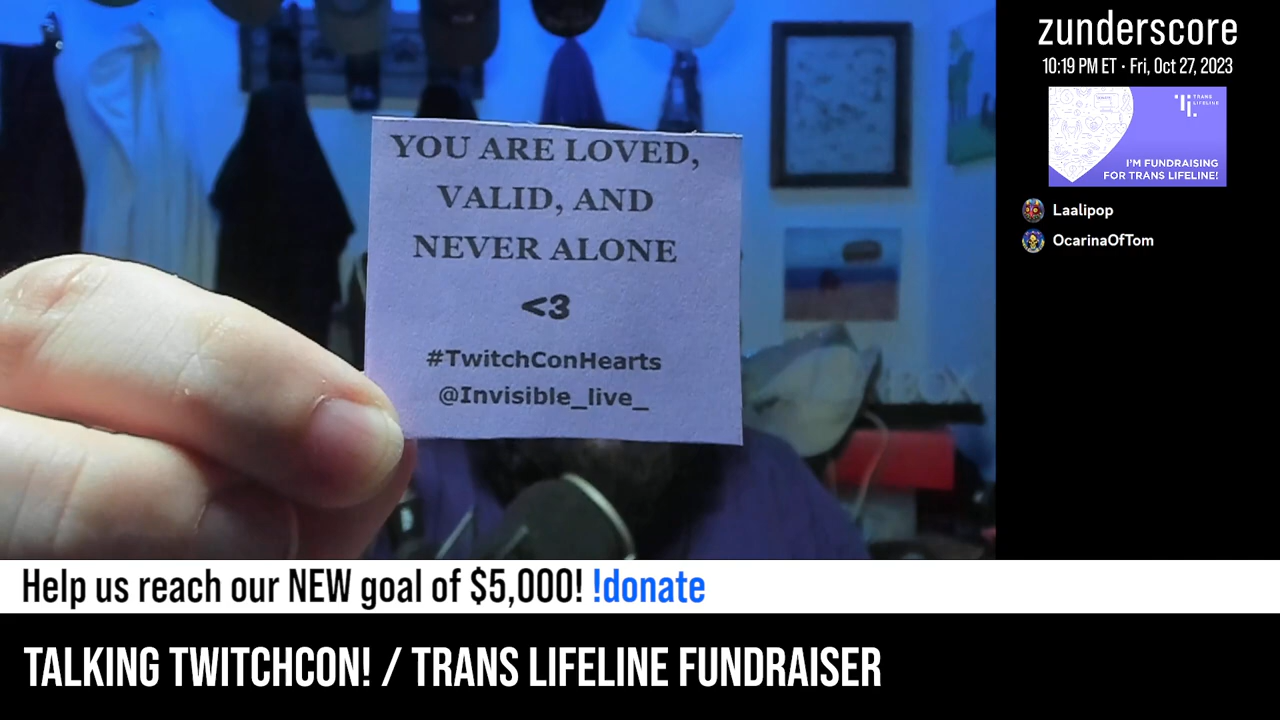 YOU ARE LOVED,
VALID, AND
NEVER ALONE
<3
#TwitchConHearts
@Invisible_live_
zunderscore
10:19 PM ET · Fri, Oct 27, 2023
TRANS
LIFELINE
I'M FUNDRAISING
FOR TRANS LIFELINE!
Laalipop
OcarinaOfTom
Help us reach our NEW goal of $5,000! !donate
TALKING TWITCHCON! / TRANS LIFELINE FUNDRAISER